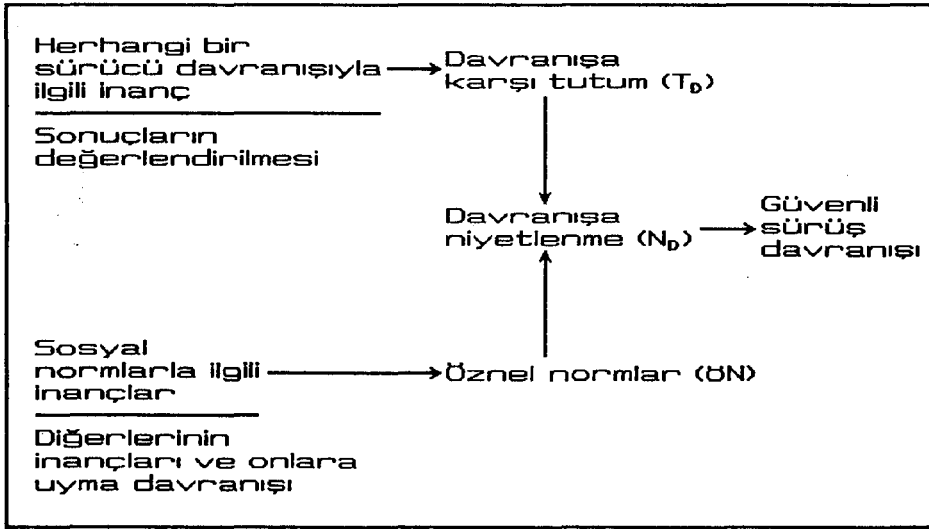 Herhangi bir
sürücü davranışıyla
ilgili inanç
Sonuçların
değerlendirilmesi
Davranışa
karşı tutum (T_D)
Davranışa
niyetlenme (N_D)
Güvenli
sürüş
davranışı
Sosyal
normlarla ilgili
inançlar
Öznel normlar (ÖN)
Diğerlerinin
inançları ve onlara
uyma davranışı